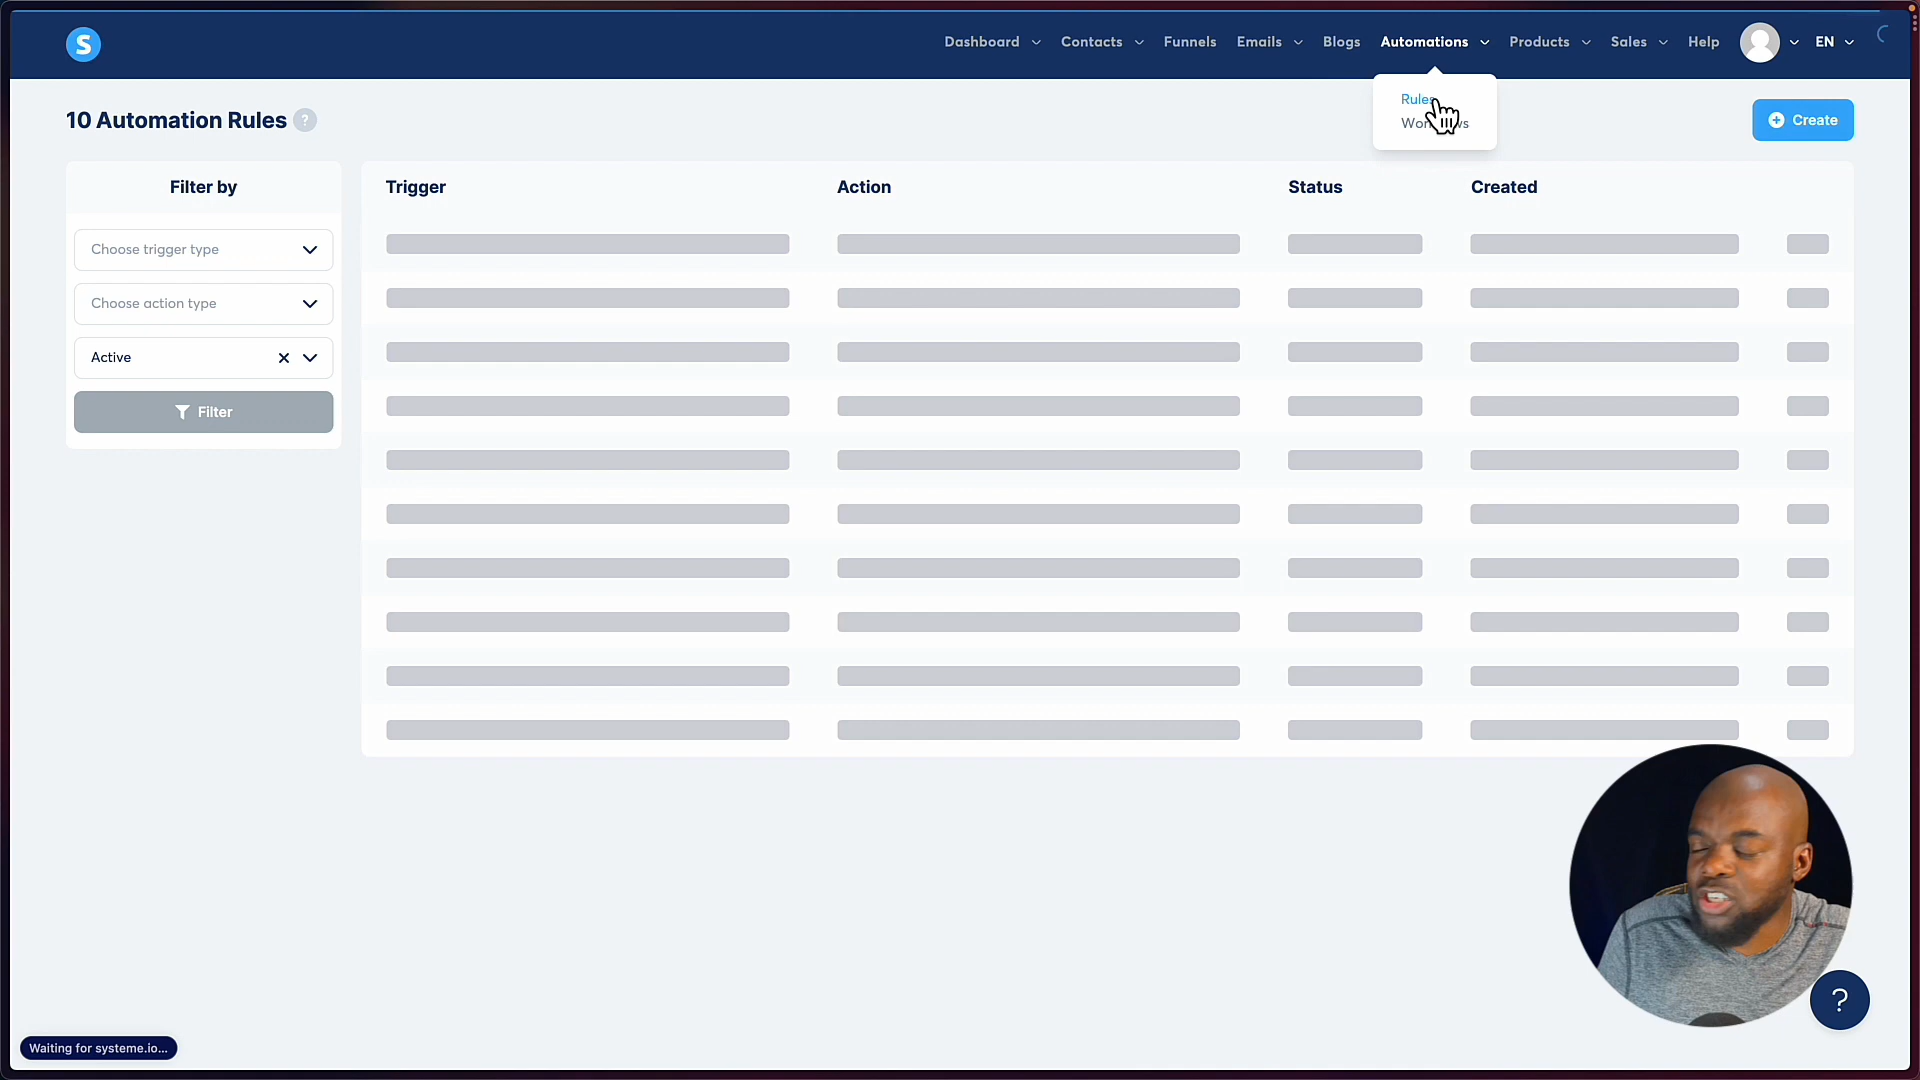 S
Dashboard Contacts Funnels Emails Blogs Automations Products Sales Help EN
Rules
10 Automation Rules ?
Create
Filter by
Trigger Action Status Created
Choose trigger type
Choose action type
Active
Filter
?
Waiting for systeme.io...